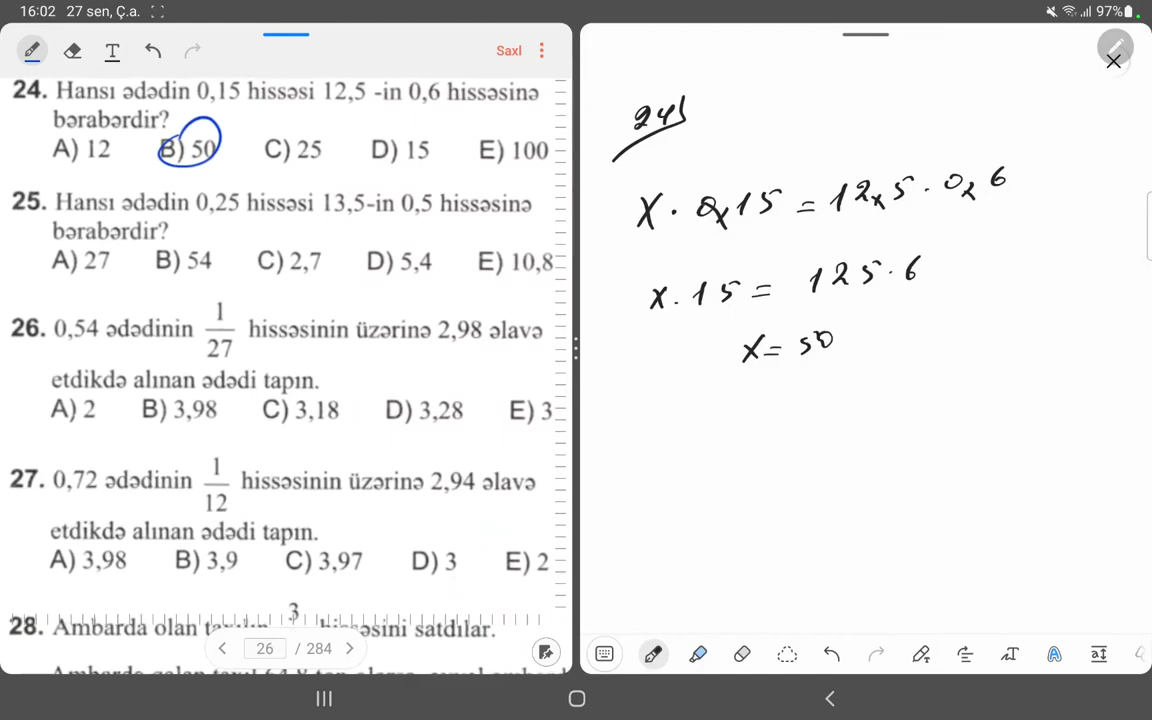 16:02 27 sen, Ç.a. 97%
Saxl
24. Hansı ədədin 0,15 hissəsi 12,5 -in 0,6 hissəsinə
bərabərdir?
A) 12 B) 50 C) 25 D) 15 E) 100
25. Hansı ədədin 0,25 hissəsi 13,5-in 0,5 hissəsinə
bərabərdir?
A) 27 B) 54 C) 2,7 D) 5,4 E) 10,8
26. 0,54 ədədinin 1/27 hissəsinin üzərinə 2,98 əlavə
etdikdə alınan ədədi tapın.
A) 2 B) 3,98 C) 3,18 D) 3,28 E) 3
27. 0,72 ədədinin 1/12 hissəsinin üzərinə 2,94 əlavə
etdikdə alınan ədədi tapın.
A) 3,98 B) 3,9 C) 3,97 D) 3 E) 2
28. Ambarda olan 3 satdılar.
26 / 284
24)
x · 0,15 = 12,5 · 0,6
x · 15 = 125 · 6
x = 50